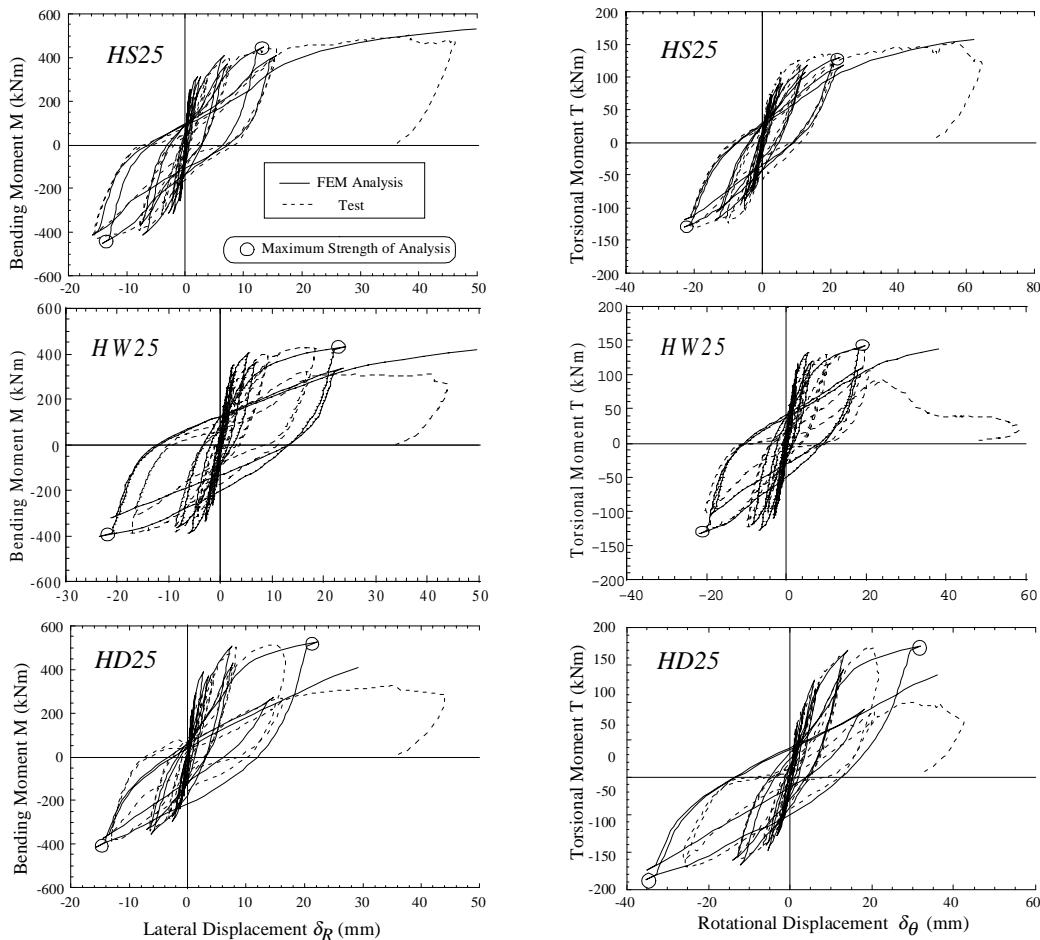 HS25
Bending Moment M (kNm)
600
400
200
0
-200
-400
-600
-20 -10 0 10 20 30 40 50
FEM Analysis
Test
Maximum Strength of Analysis
HS25
Torsional Moment T (kNm)
200
150
100
50
0
-50
-100
-150
-200
-40 -20 0 20 40 60 80
HW25
Bending Moment M (kNm)
600
400
200
0
-200
-400
-600
-30 -20 -10 0 10 20 30 40 50
HW25
Torsional Moment T (kNm)
200
150
100
50
0
-50
-100
-150
-200
-40 -20 0 20 40 60
HD25
Bending Moment M (kNm)
600
400
200
0
-200
-400
-600
-20 -10 0 10 20 30 40 50
Lateral Displacement δR (mm)
HD25
Torsional Moment T (kNm)
200
150
100
50
0
-50
-100
-150
-200
-40 -20 0 20 40 60
Rotational Displacement δθ (mm)